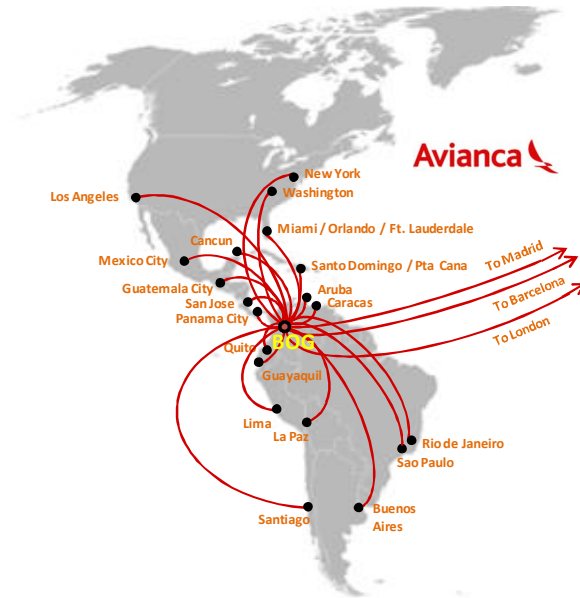 Avianca
New York
Washington
Los Angeles
Miami / Orlando / Ft. Lauderdale
Cancun
Mexico City
Santo Domingo / Pta Cana
To Madrid
Guatemala City
Aruba
San Jose
Caracas
To Barcelona
Panama City
To London
Quito
BOG
Guayaquil
Lima
La Paz
Rio de Janeiro
Sao Paulo
Santiago
Buenos
Aires